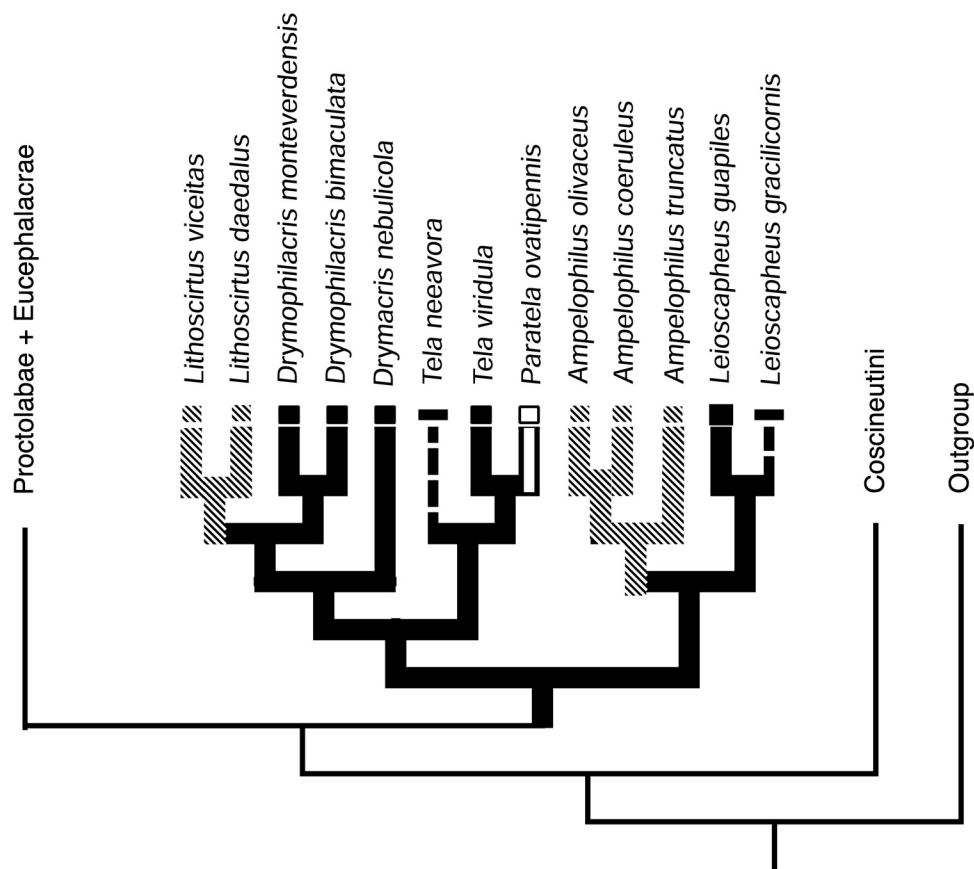 Proctolabae + Eucephalacrae
Lithoscirtus viceitas
Lithoscirtus daedalus
Drymophilacris monteverdensis
Drymophilacris bimaculata
Drymacris nebulicola
Tela neeavora
Tela viridula
Paratela ovatipennis
Ampelophilus olivaceus
Ampelophilus coeruleus
Ampelophilus truncatus
Leioscapheus guapiles
Leioscapheus gracilicornis
Coscineutini
Outgroup